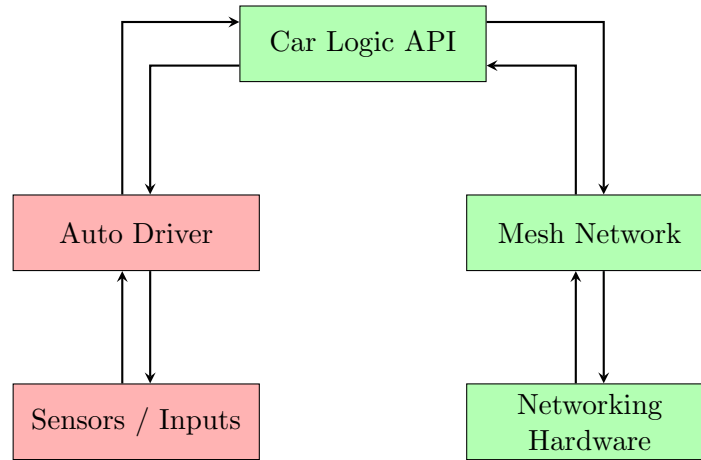 Car Logic API
Auto Driver
Mesh Network
Sensors / Inputs
Networking
Hardware